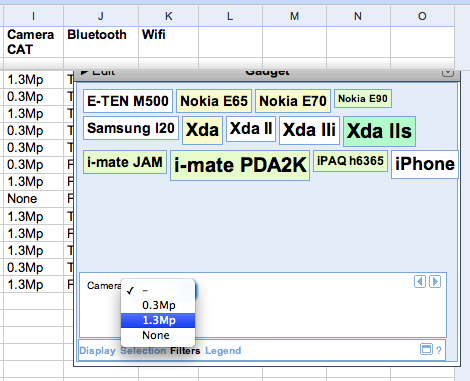 I J K L M N O
Camera CAT Bluetooth Wifi
Edit Gadget
1.3Mp T
0.3Mp T
1.3Mp T
0.3Mp T
0.3Mp T
0.3Mp F
1.3Mp F
None F
1.3Mp T
1.3Mp F
1.3Mp T
0.3Mp T
1.3Mp F
E-TEN M500 Nokia E65 Nokia E70 Nokia E90
Samsung I20 Xda Xda II Xda IIi Xda IIs
i-mate JAM i-mate PDA2K iPAQ h6365 iPhone
Camera
✓ –
0.3Mp
1.3Mp
None
Display Selection Filters Legend ?